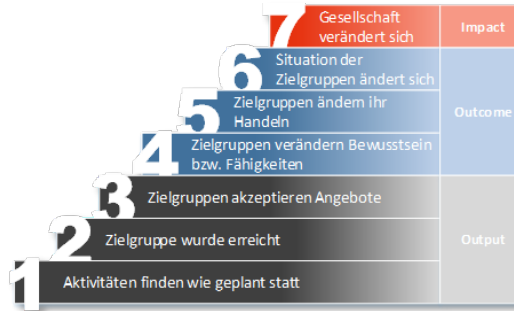 7
Gesellschaft
verändert sich
Impact
6
Situation der
Zielgruppen ändert sich
5
Zielgruppen ändern ihr
Handeln
Outcome
4
Zielgruppen verändern Bewusstsein
bzw. Fähigkeiten
3
Zielgruppen akzeptieren Angebote
2
Zielgruppe wurde erreicht
Output
1
Aktivitäten finden wie geplant statt